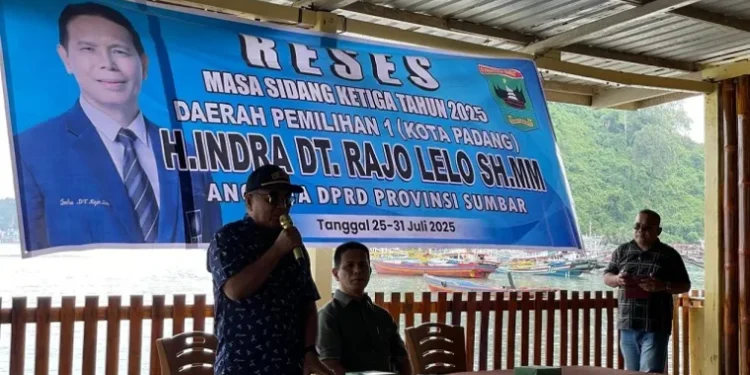 RESES
MASA SIDANG KETIGA TAHUN 2025
DAERAH PEMILIHAN 1 (KOTA PADANG)
H.INDRA DT. RAJO LELO SH.MM
DPRD PROVINSI SUMBAR
Tanggal 25-31 Juli 2025